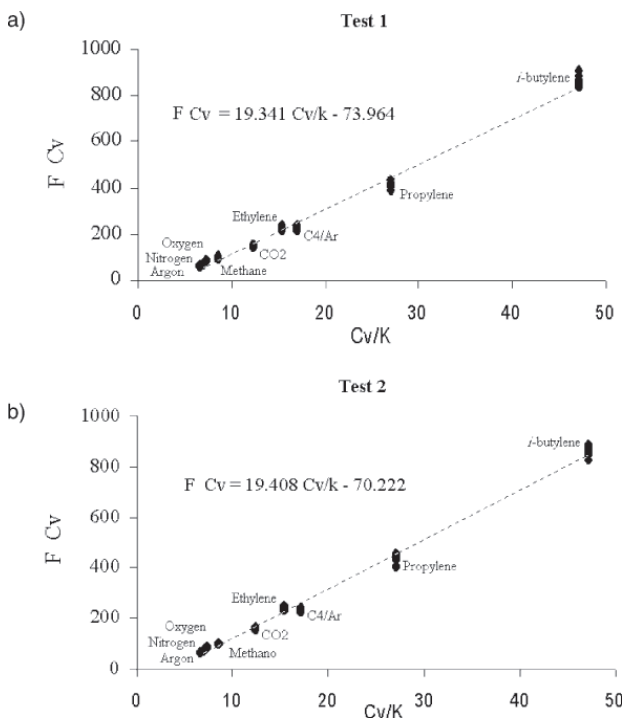 a)
Test 1
1000
800
600
400
200
0
F Cv
F Cv = 19.341 Cv/k - 73.964
i-butylene
Propylene
Ethylene
C4/Ar
CO2
Oxygen
Nitrogen
Argon
Methane
0 10 20 30 40 50
Cv/K
b)
Test 2
1000
800
600
400
200
0
F Cv
F Cv = 19.408 Cv/k - 70.222
i-butylene
Propylene
Ethylene
C4/Ar
CO2
Oxygen
Nitrogen
Argon
Methano
0 10 20 30 40 50
Cv/K